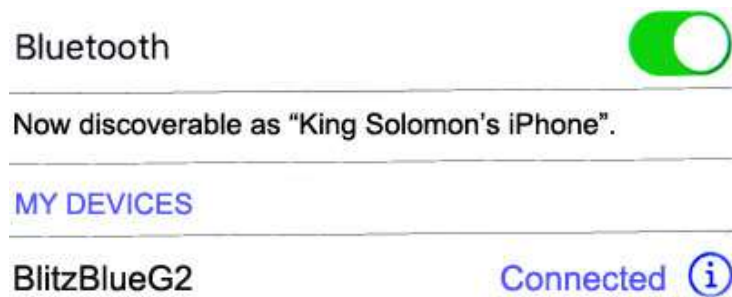 Bluetooth
Now discoverable as “King Solomon’s iPhone”.
MY DEVICES
BlitzBlueG2 Connected i